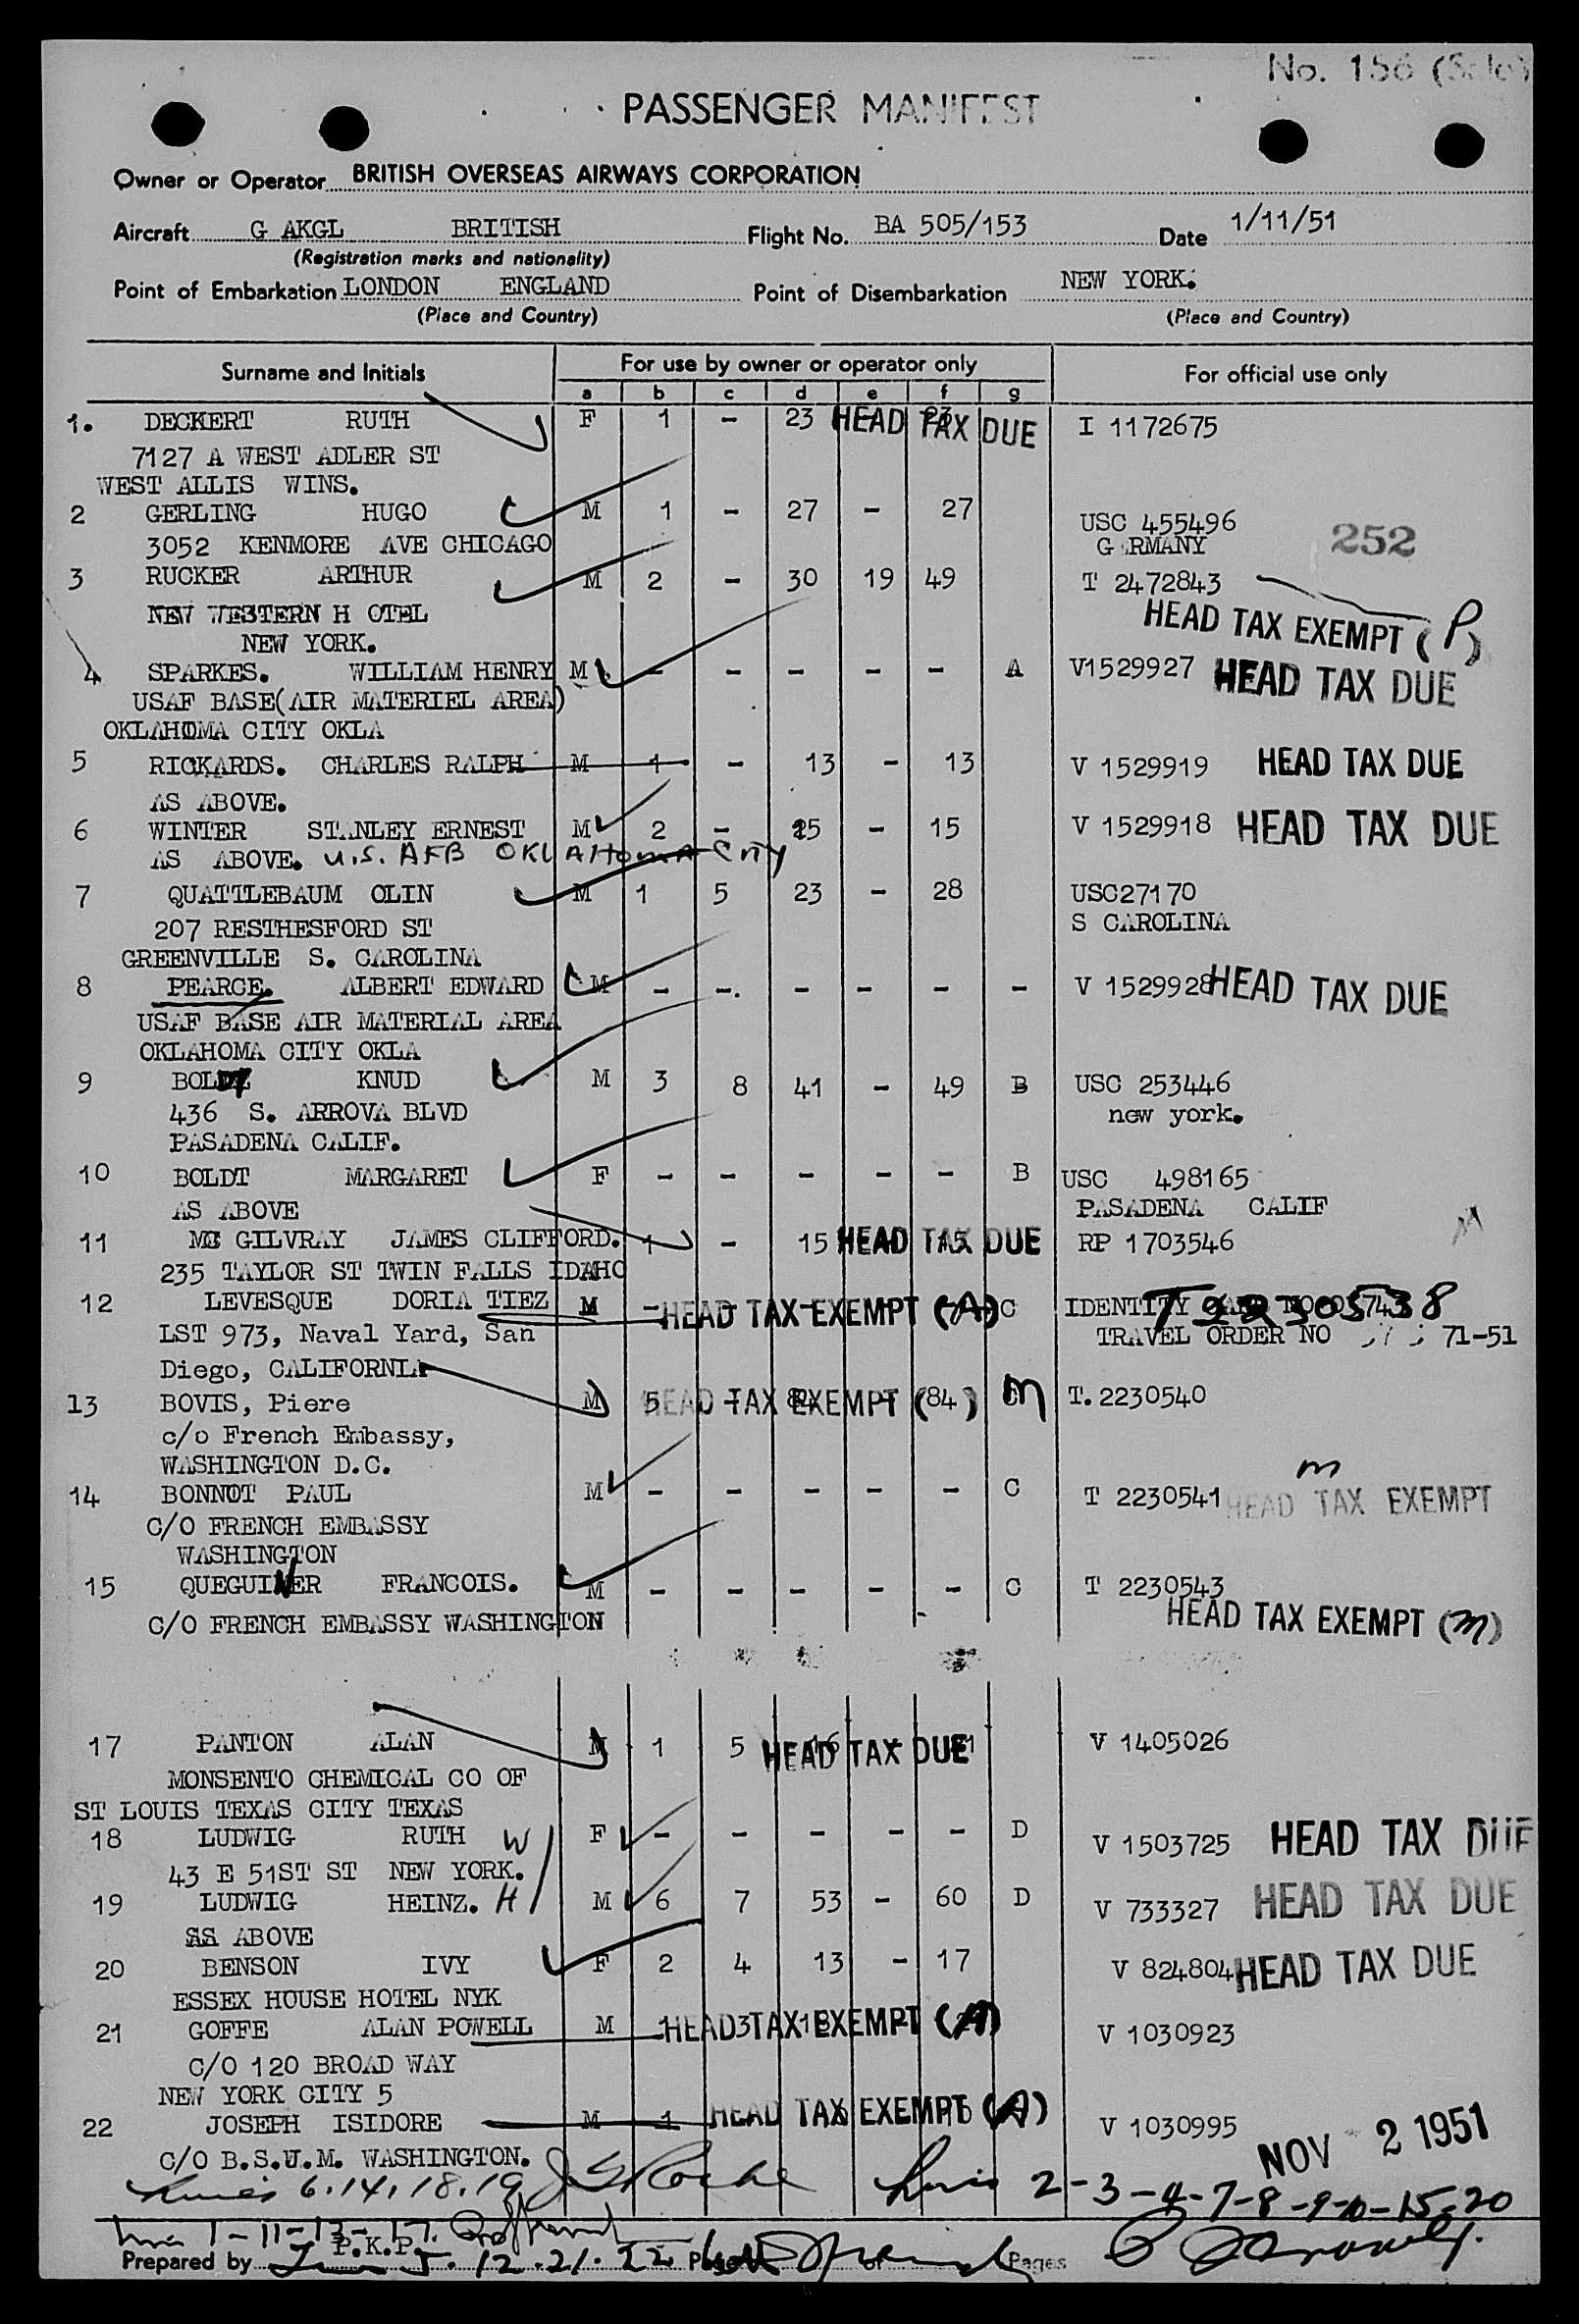 No. 156 (Sale)
PASSENGER MANIFEST
Owner or Operator BRITISH OVERSEAS AIRWAYS CORPORATION
Aircraft G AKGL BRITISH Flight No. BA 505/153 Date 1/11/51
(Registration marks and nationality)
Point of Embarkation LONDON ENGLAND Point of Disembarkation NEW YORK.
(Place and Country) (Place and Country)
Surname and Initials For use by owner or operator only For official use only
a b c d e f g
1. DECKERT RUTH F 1 - 23 HEAD TAX DUE I 1172675
7127 A WEST ADLER ST
WEST ALLIS WINS.
2 GERLING HUGO M 1 - 27 - 27 USC 455496
3052 KENMORE AVE CHICAGO G RMANY 252
3 RUCKER ARTHUR M 2 - 30 19 49 T 2472843
NEW WESTERN H OTEL HEAD TAX EXEMPT (P)
NEW YORK.
4 SPARKES. WILLIAM HENRY M - - - - - A V1529927 HEAD TAX DUE
USAF BASE(AIR MATERIEL AREA)
OKLAHOMA CITY OKLA
5 RICKARDS. CHARLES RALPH M 1 - 13 - 13 V 1529919 HEAD TAX DUE
AS ABOVE.
6 WINTER STANLEY ERNEST M 2 - 15 - 15 V 1529918 HEAD TAX DUE
AS ABOVE. U.S. AFB OKLAHOMA CITY
7 QUATTLEBAUM OLIN M 1 5 23 - 28 USC27170
207 RESTHESFORD ST S CAROLINA
GREENVILLE S. CAROLINA
8 PEARCE. ALBERT EDWARD M - -. - - - - V 1529928 HEAD TAX DUE
USAF BASE AIR MATERIAL AREA
OKLAHOMA CITY OKLA
9 BOLDT KNUD M 3 8 41 - 49 B USC 253446
436 S. ARROVA BLVD new york.
PASADENA CALIF.
10 BOLDT MARGARET F - - - - - B USC 498165
AS ABOVE PASADENA CALIF
11 MC GILVRAY JAMES CLIFFORD. 1 - 15 HEAD TAX DUE RP 1703546
235 TAYLOR ST TWIN FALLS IDAHO
12 LEVESQUE DORIA TIEZ M - HEAD TAX EXEMPT (A) C IDENTITY CARD NO T2230538
LST 973, Naval Yard, San TRAVEL ORDER NO 71-51
Diego, CALIFORNIA
13 BOVIS, Piere M 5 - HEAD TAX EXEMPT (84) M T. 2230540
c/o French Embassy,
WASHINGTON D.C.
14 BONNOT PAUL M - - - - - C T 2230541 HEAD TAX EXEMPT m
C/O FRENCH EMBASSY
WASHINGTON
15 QUEGUINER FRANCOIS. M - - - - - C T 2230543
C/O FRENCH EMBASSY WASHINGTON HEAD TAX EXEMPT (M)
17 PANTON ALAN M 1 5 16 HEAD TAX DUE V 1405026
MONSENTO CHEMICAL CO OF
ST LOUIS TEXAS CITY TEXAS
18 LUDWIG RUTH W F - - - - - D V 1503725 HEAD TAX DUE
43 E 51ST ST NEW YORK.
19 LUDWIG HEINZ. H M 6 7 53 - 60 D V 733327 HEAD TAX DUE
SS ABOVE
20 BENSON IVY F 2 4 13 - 17 V 824804 HEAD TAX DUE
ESSEX HOUSE HOTEL NYK
21 GOFFE ALAN POWELL M 1 3 18 HEAD TAX EXEMPT (A) V 1030923
C/O 120 BROAD WAY
NEW YORK CITY 5
22 JOSEPH ISIDORE M 1 HEAD TAX EXEMPT (A) V 1030995
C/O B.S.U.M. WASHINGTON. NOV 2 1951
Lines 6.14.18.19 Lines 2-3-4-7-8-9-10-15-20
Line 1-11-13-17.
P.K.P.
Prepared by Lines 5. 12. 21. 22 Page of Pages